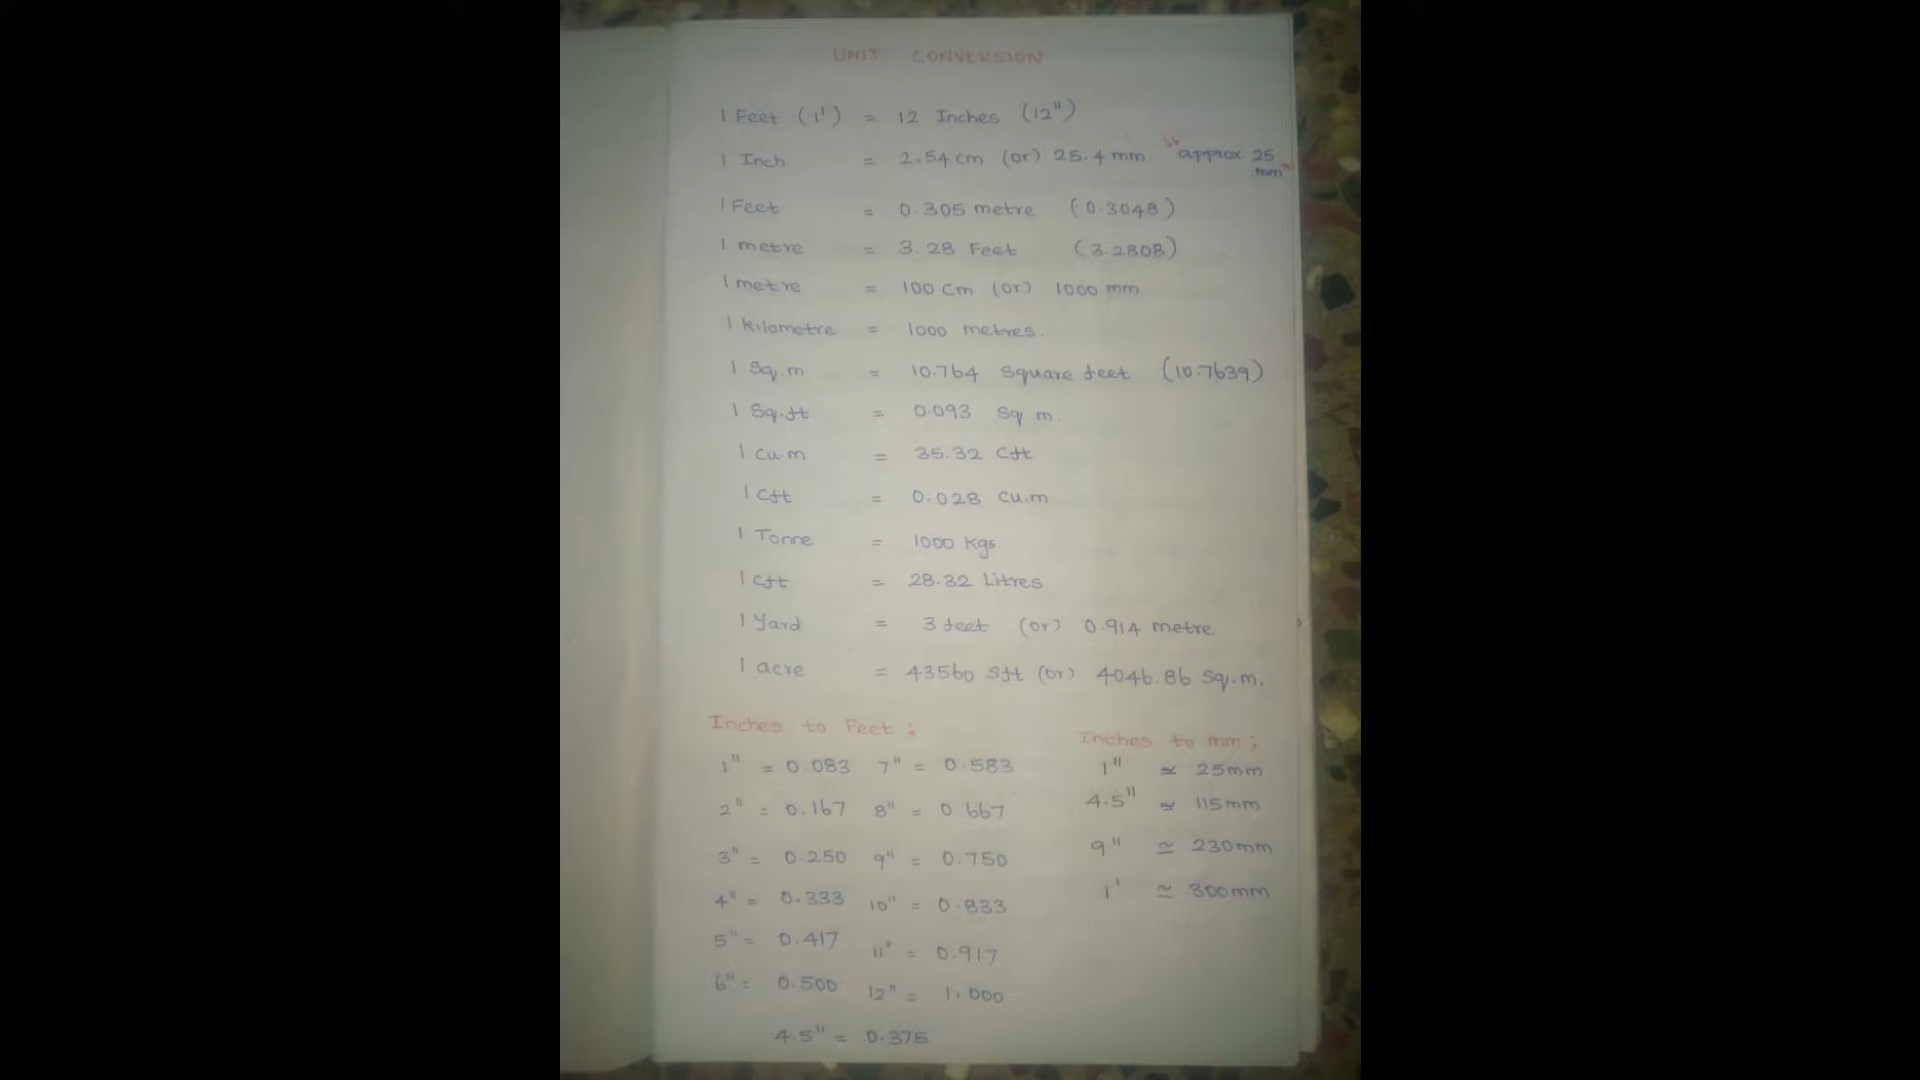 UNIT CONVERSION
1 Feet (1') = 12 Inches (12")
1 Inch = 2.54 cm (or) 25.4 mm "approx 25 mm"
1 Feet = 0.305 metre (0.3048)
1 metre = 3.28 Feet (3.2808)
1 metre = 100 cm (or) 1000 mm
1 kilometre = 1000 metres.
1 Sq.m = 10.764 Square feet (10.7639)
1 Sq.ft = 0.093 Sq m.
1 cu.m = 35.32 Cft
1 Cft = 0.028 cu.m
1 Tonne = 1000 Kgs
1 cft = 28.32 Litres
1 Yard = 3 feet (or) 0.914 metre.
1 acre = 43560 Sft (or) 4046.86 Sq.m.
Inches to Feet :
1" = 0.083 7" = 0.583
2" = 0.167 8" = 0.667
3" = 0.250 9" = 0.750
4" = 0.333 10" = 0.833
5" = 0.417 11" = 0.917
6" = 0.500 12" = 1.000
4.5" = 0.375
Inches to mm ;
1" ≃ 25mm
4.5" ≃ 115mm
9" ≃ 230mm
1' ≃ 300mm